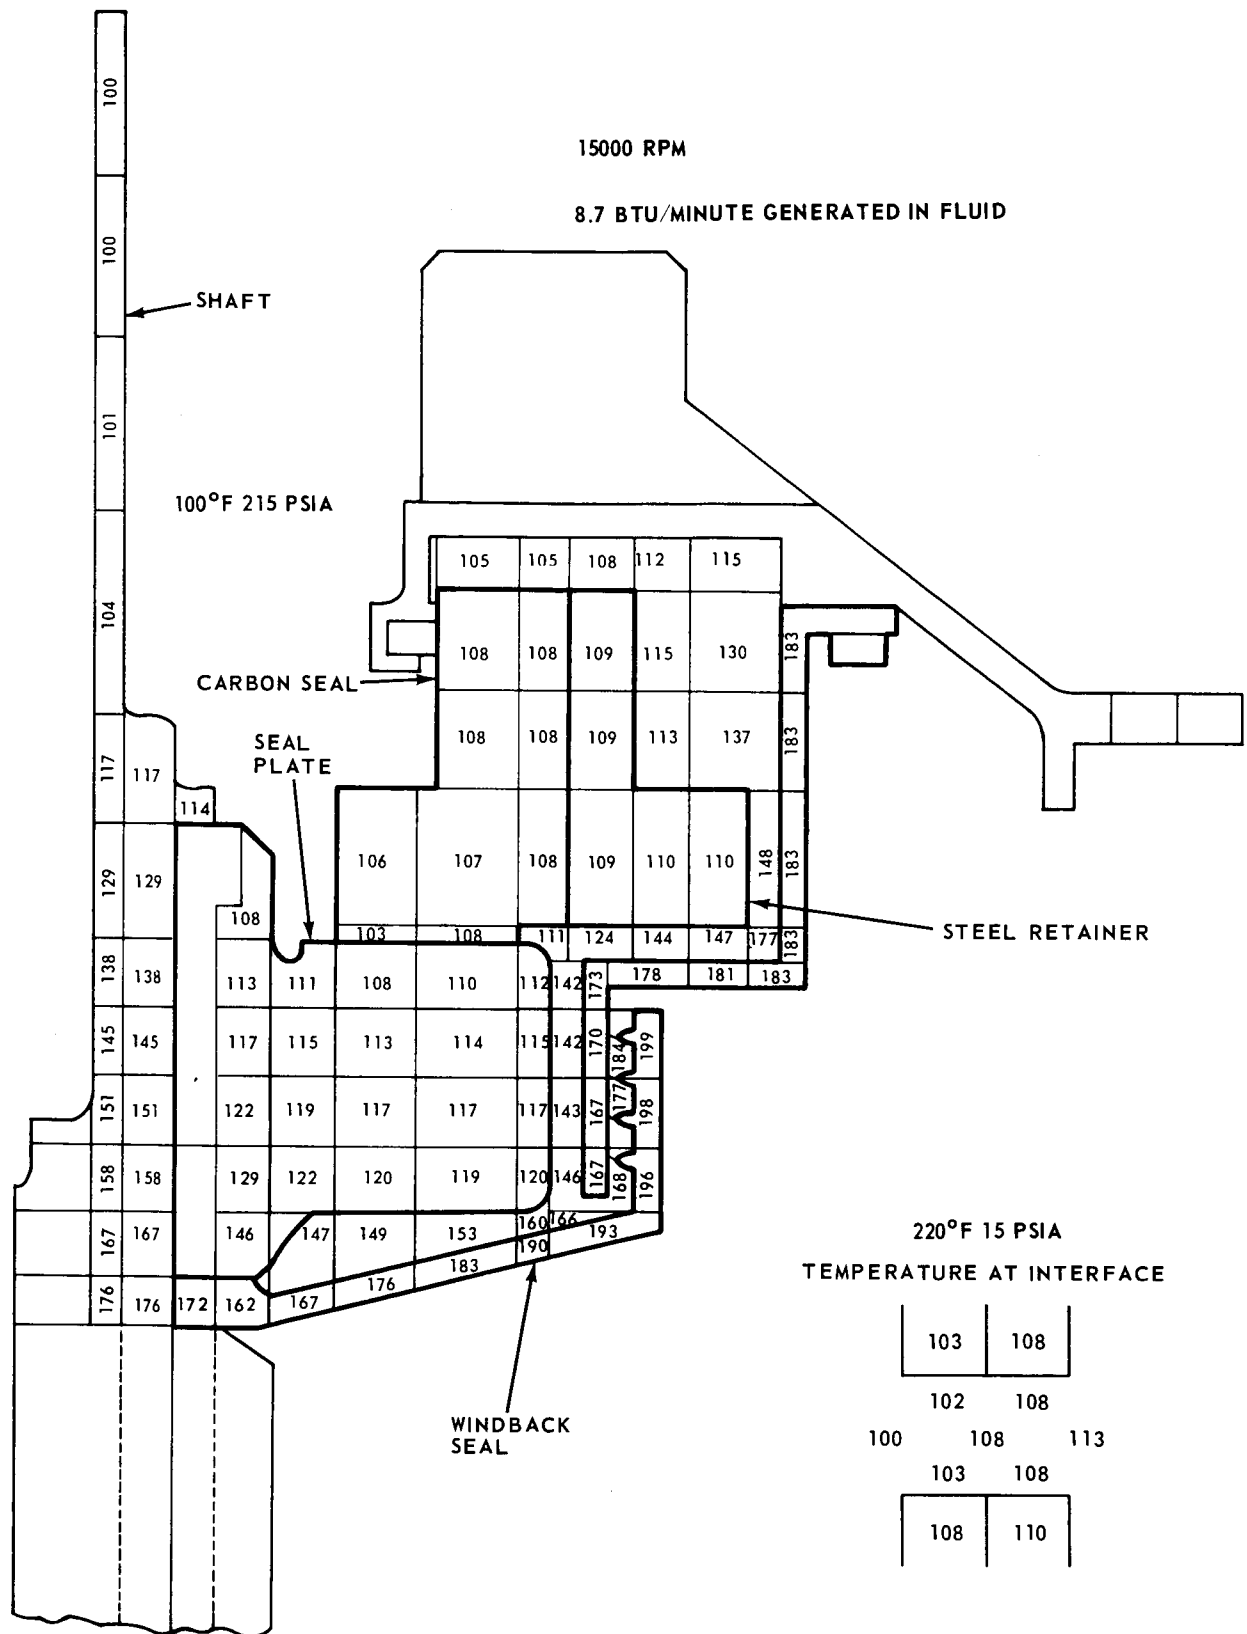 100
15000 RPM
8.7 BTU/MINUTE GENERATED IN FLUID
100
SHAFT
101
100°F 215 PSIA
105 105 108 112 115
104
108 108 109 115 130 183
CARBON SEAL
SEAL
PLATE
108 108 109 113 137 183
117 117
114
106 107 108 109 110 110 148 183
129 129
108
STEEL RETAINER
103 108 111 124 144 147 177 183
138 138 113 111 108 110 112 142 173 178 181 183
145 145 117 115 113 114 115 142 170 184 199
151 151 122 119 117 117 117 143 167 177 198
158 158 129 122 120 119 120 146 167 168 196
167 167 146 147 149 153 160 166 193
190
183
176
176 176 172 162 167
220°F 15 PSIA
TEMPERATURE AT INTERFACE
103 108
102 108
100 108 113
103 108
108 110
WINDBACK
SEAL